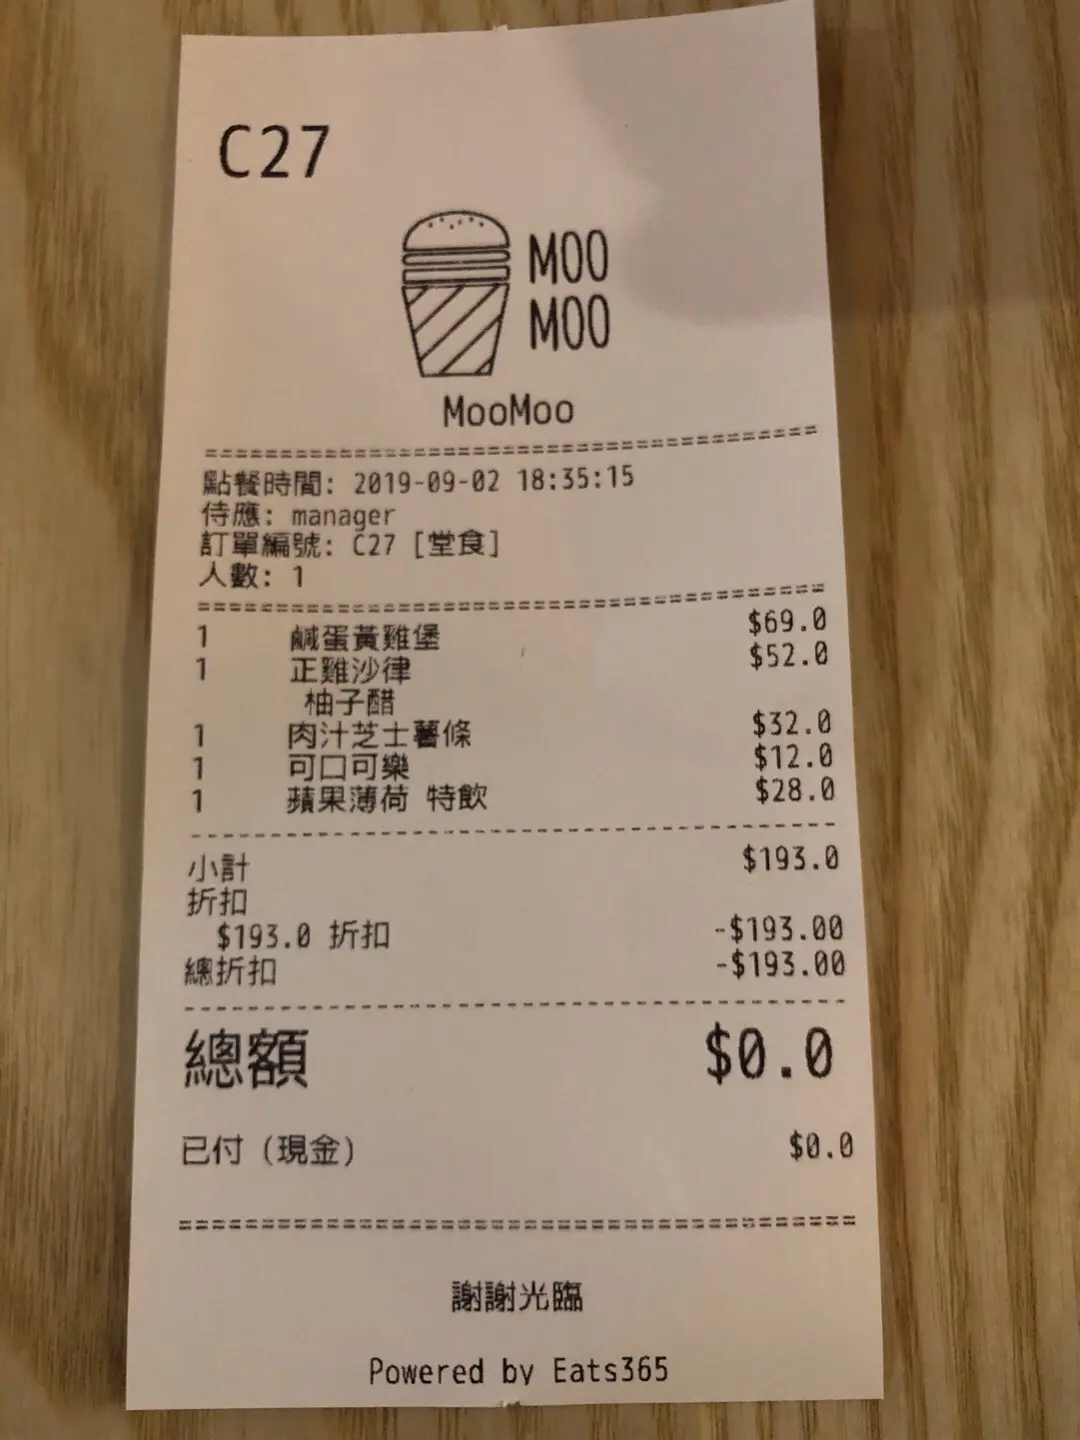 C27
MOO
MOO
MooMoo
==========================================
點餐時間: 2019-09-02 18:35:15
侍應: manager
訂單編號: C27 [堂食]
人數: 1
==========================================
1 鹹蛋黃雞堡 $69.0
1 正雞沙律 $52.0
柚子醋
1 肉汁芝士薯條 $32.0
1 可口可樂 $12.0
1 蘋果薄荷 特飲 $28.0
------------------------------------------
小計 $193.0
折扣
$193.0 折扣 -$193.00
總折扣 -$193.00
------------------------------------------
總額 $0.0
已付 (現金) $0.0
==========================================
謝謝光臨
Powered by Eats365